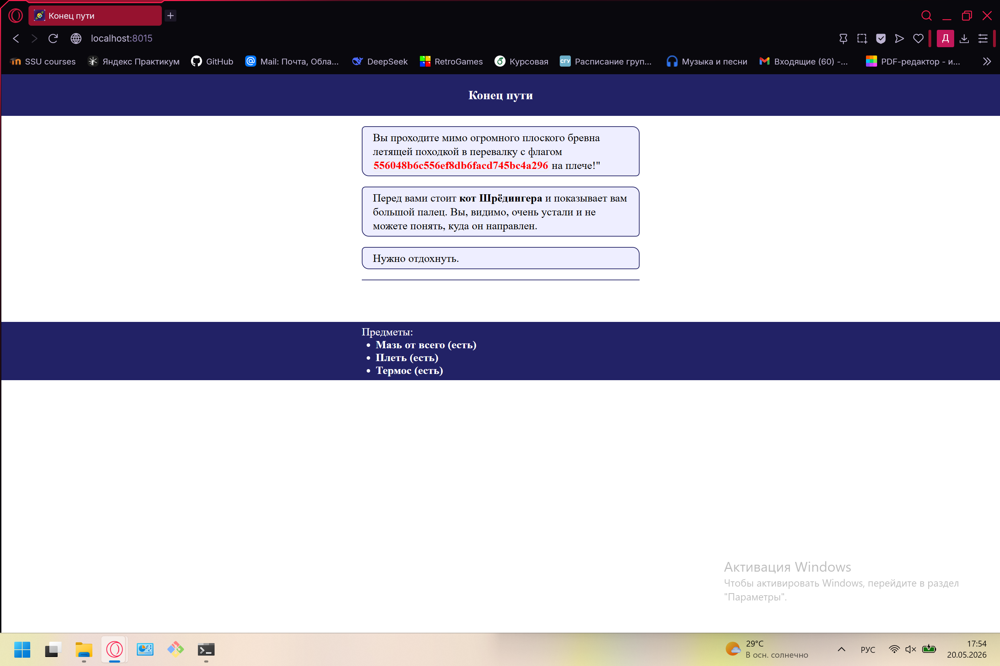 Конец пути
localhost:8015
SSU courses
Яндекс Практикум
GitHub
Mail: Почта, Обла...
DeepSeek
RetroGames
Курсовая
СГУ
Расписание груп...
Музыка и песни
Входящие (60) -...
PDF-редактор - и...
Д
Конец пути
Вы проходите мимо огромного плоского бревна
летящей походкой в перевалку с флагом
556048b6c556ef8db6facd745bc4a296 на плече!"
Перед вами стоит кот Шрёдингера и показывает вам
большой палец. Вы, видимо, очень устали и не
можете понять, куда он направлен.
Нужно отдохнуть.
Предметы:
Мазь от всего (есть)
Плеть (есть)
Термос (есть)
Активация Windows
Чтобы активировать Windows, перейдите в раздел
"Параметры".
29°C
В осн. солнечно
РУС
17:54
20.05.2026